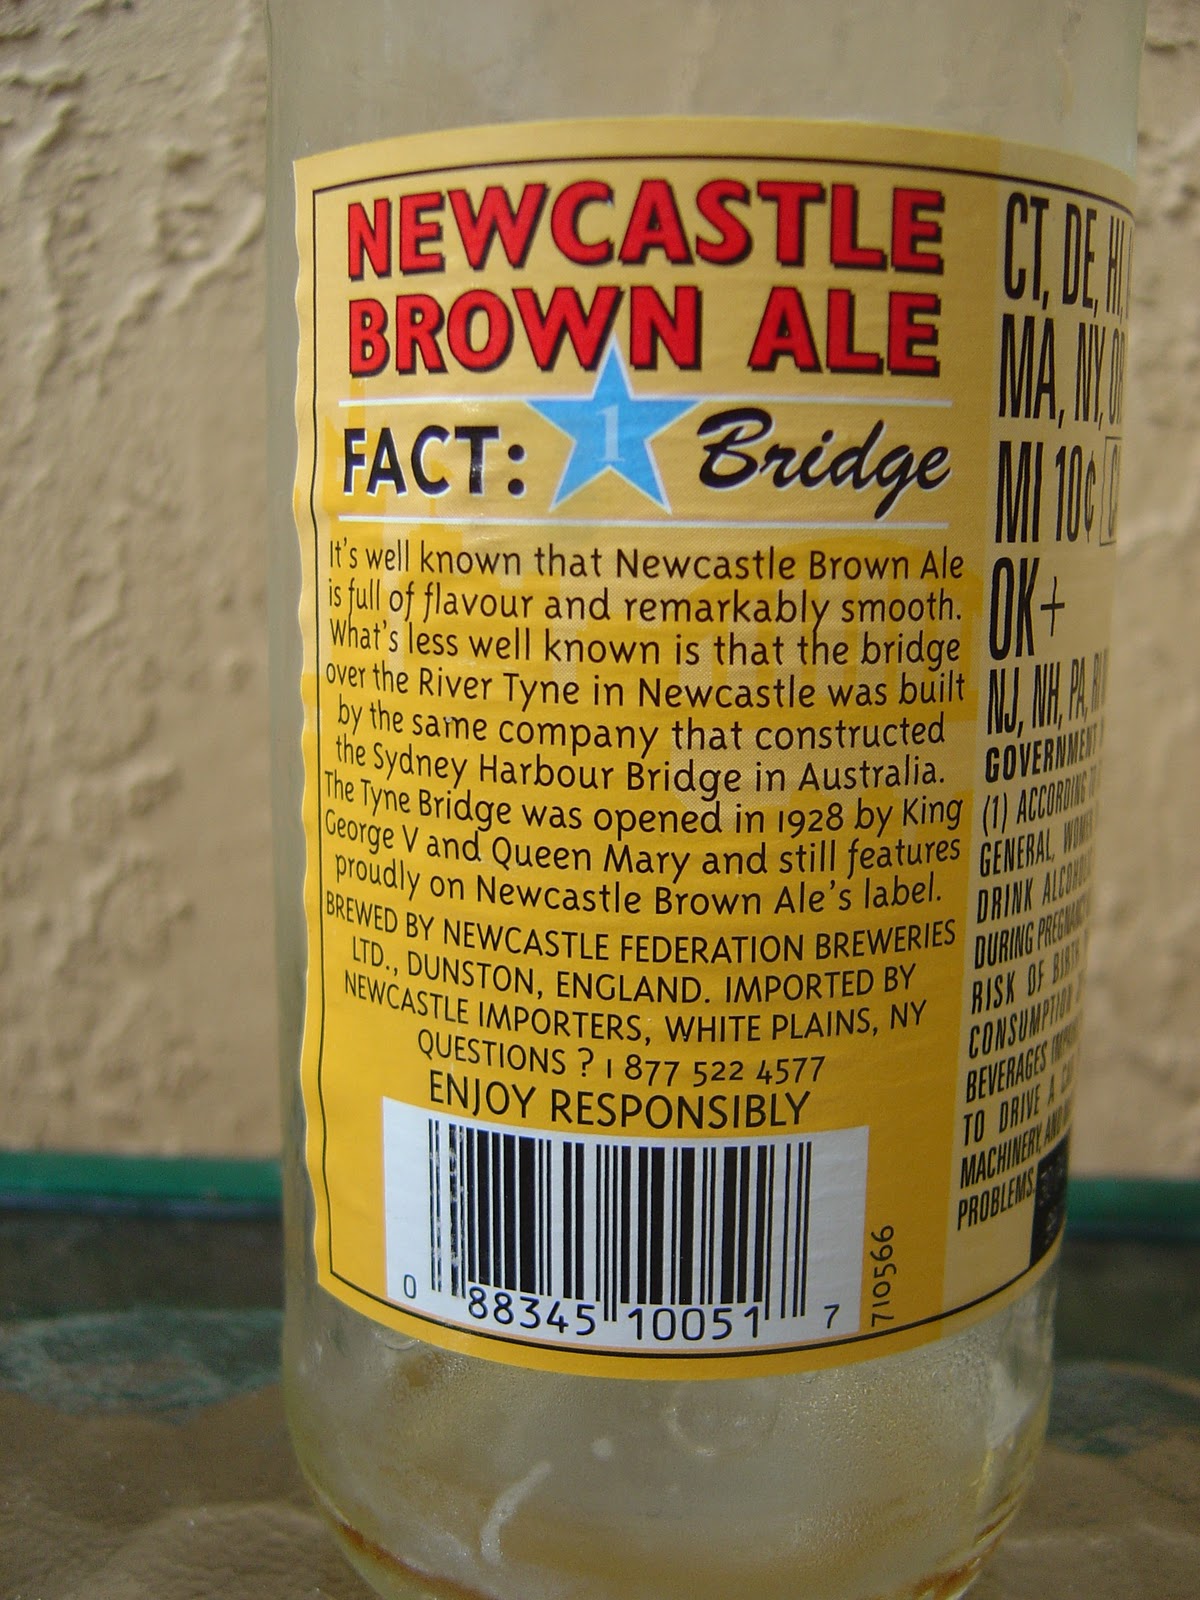 NEWCASTLE
BROWN ALE
FACT: 1 Bridge
It's well known that Newcastle Brown Ale
is full of flavour and remarkably smooth.
What's less well known is that the bridge
over the River Tyne in Newcastle was built
by the same company that constructed
the Sydney Harbour Bridge in Australia.
The Tyne Bridge was opened in 1928 by King
George V and Queen Mary and still features
proudly on Newcastle Brown Ale's label.
BREWED BY NEWCASTLE FEDERATION BREWERIES
LTD., DUNSTON, ENGLAND. IMPORTED BY
NEWCASTLE IMPORTERS, WHITE PLAINS, NY
QUESTIONS ? 1 877 522 4577
ENJOY RESPONSIBLY
0 88345 10051 7
710566
CT, DE, HI,
MA, NY,
MI 10¢
OK+
NJ, NH, PA,
GOVERNMENT
(1) ACCORDING
GENERAL,
DRINK
DURING
RISK OF BIRTH
CONSUMPTION
BEVERAGES
TO DRIVE A
MACHINERY,
PROBLEMS.